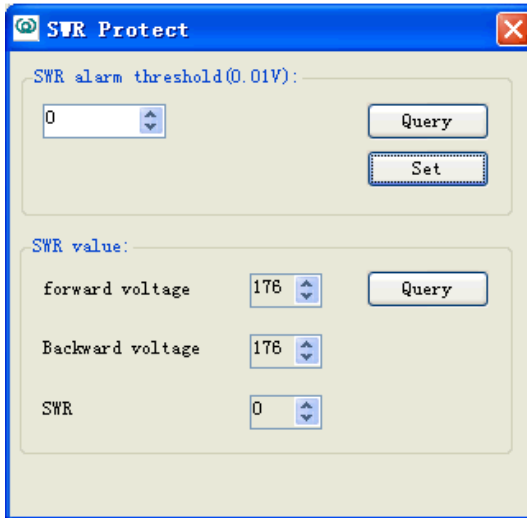 SWR Protect
SWR alarm threshold(0.01V):
0
Query
Set
SWR value:
forward voltage 176 Query
Backward voltage 176
SWR 0